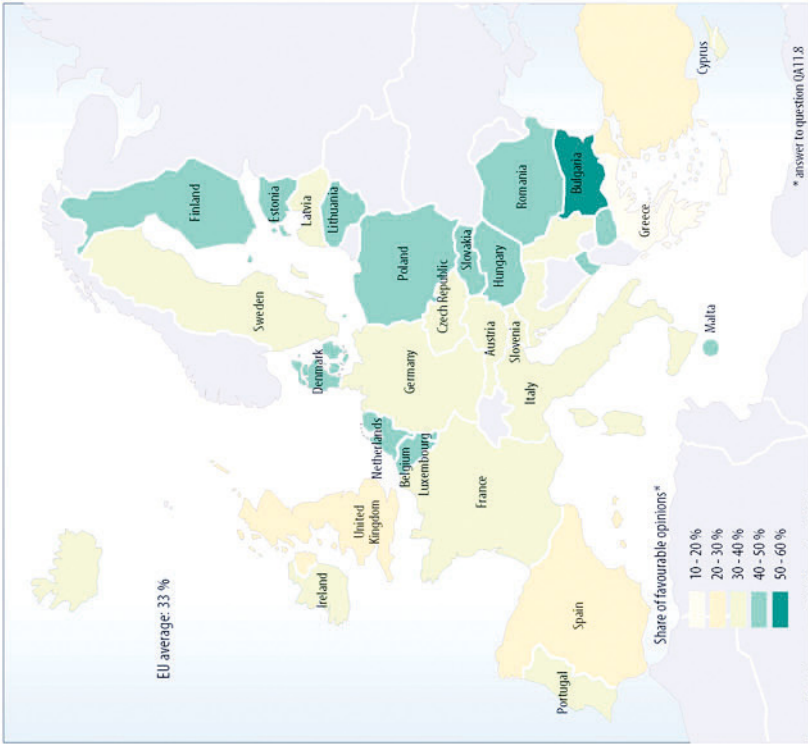 EU average: 33 %
Finland
Estonia
Latvia
Lithuania
Sweden
Denmark
Ireland
United
Kingdom
Netherlands
Belgium
Luxembourg
Germany
Poland
Czech Republic
Slovakia
Hungary
Romania
Bulgaria
Austria
Slovenia
France
Italy
Portugal
Spain
Greece
Malta
Cyprus
Share of favourable opinions*
10 - 20 %
20 - 30 %
30 - 40 %
40 - 50 %
50 - 60 %
* answer to question QA11.8